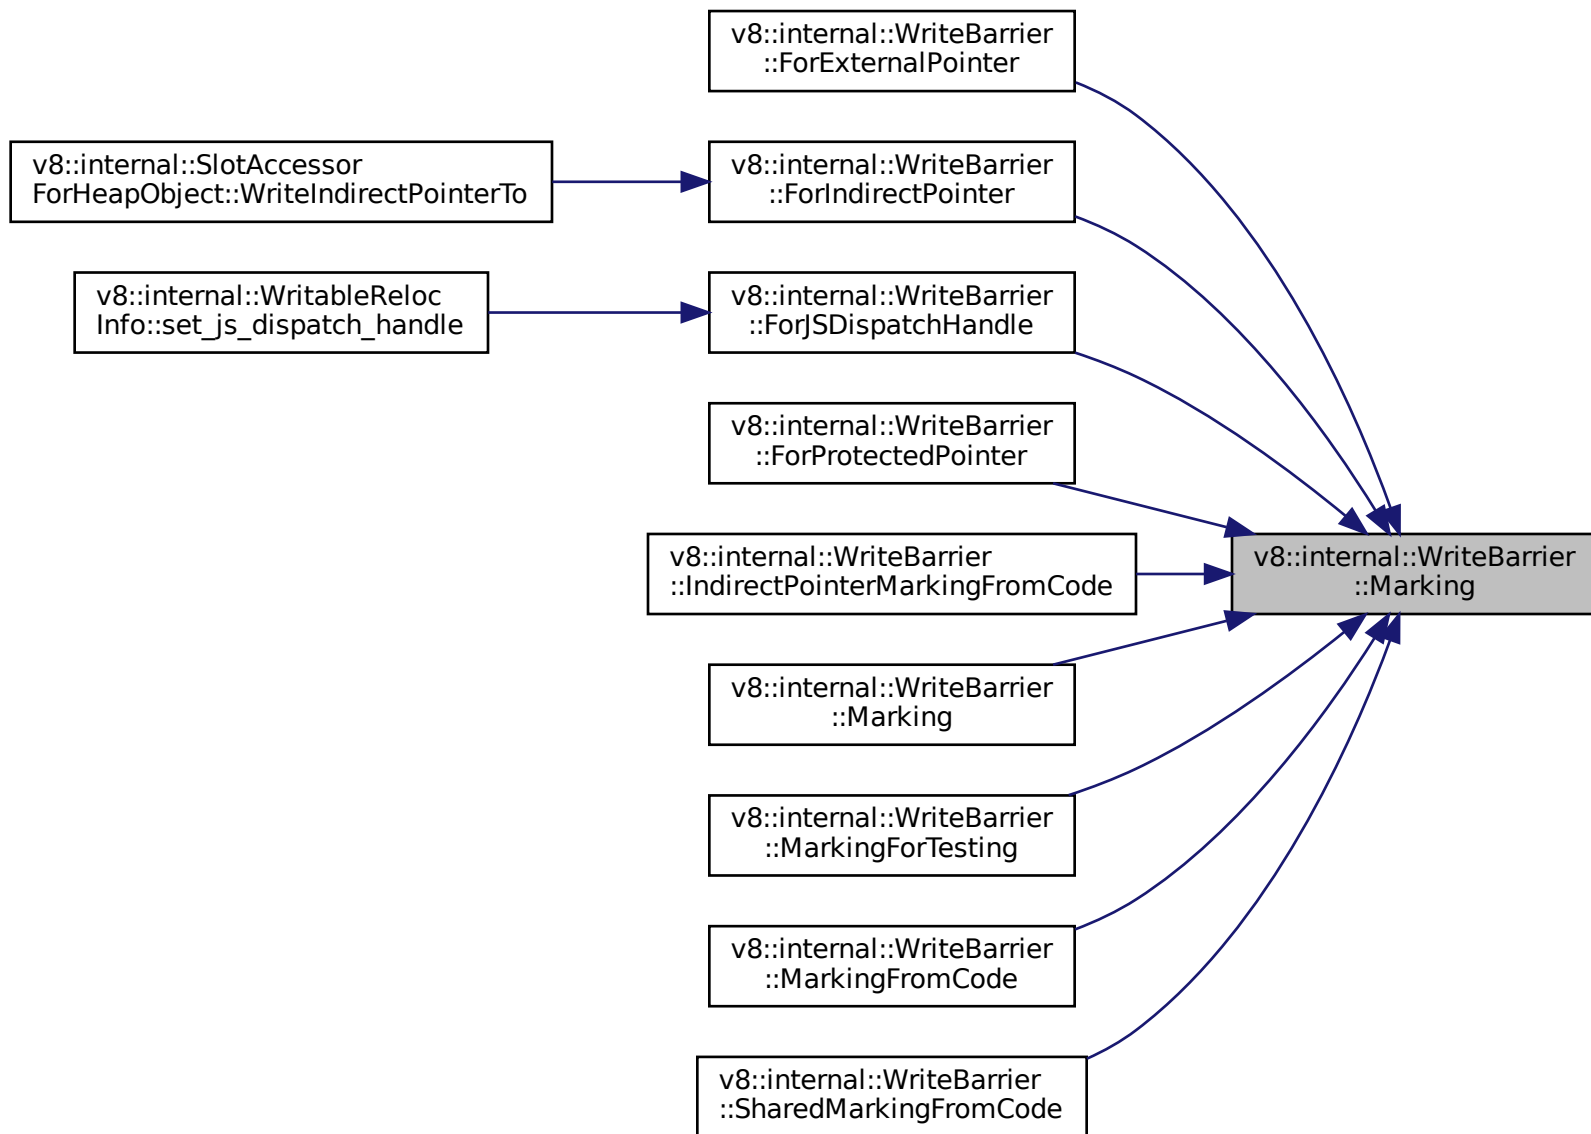 v8::internal::WriteBarrier
::ForExternalPointer
v8::internal::SlotAccessor
ForHeapObject::WriteIndirectPointerTo
v8::internal::WriteBarrier
::ForIndirectPointer
v8::internal::WritableReloc
Info::set_js_dispatch_handle
v8::internal::WriteBarrier
::ForJSDispatchHandle
v8::internal::WriteBarrier
::ForProtectedPointer
v8::internal::WriteBarrier
::IndirectPointerMarkingFromCode
v8::internal::WriteBarrier
::Marking
v8::internal::WriteBarrier
::Marking
v8::internal::WriteBarrier
::MarkingForTesting
v8::internal::WriteBarrier
::MarkingFromCode
v8::internal::WriteBarrier
::SharedMarkingFromCode